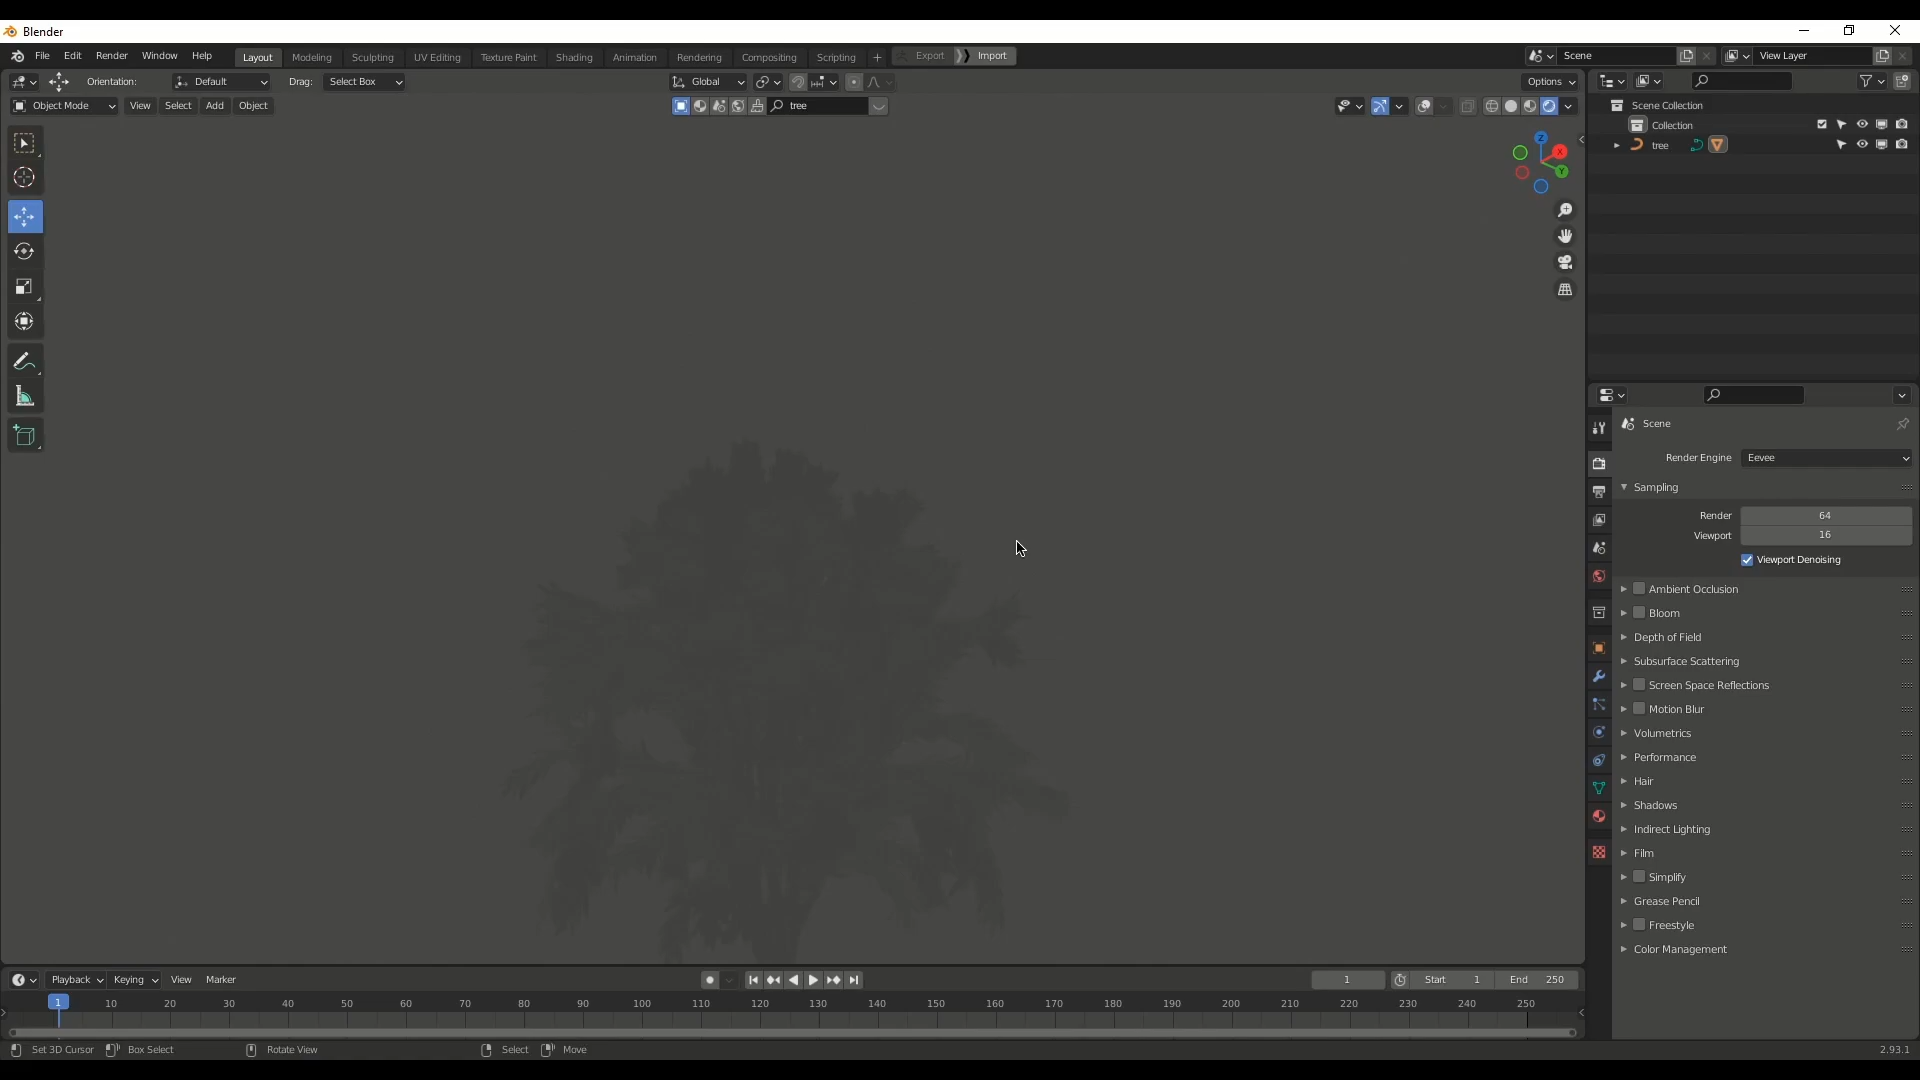 Blender
File Edit Render Window Help Layout Modeling Sculpting UV Editing Texture Paint Shading Animation Rendering Compositing Scripting + Export Import Scene View Layer
Orientation: Default Drag: Select Box Global Options
Object Mode View Select Add Object tree
Scene Collection
Collection
tree
Z
X
Y
Scene
Render Engine Eevee
Sampling
Render 64
Viewport 16
Viewport Denoising
Ambient Occlusion
Bloom
Depth of Field
Subsurface Scattering
Screen Space Reflections
Motion Blur
Volumetrics
Performance
Hair
Shadows
Indirect Lighting
Film
Simplify
Grease Pencil
Freestyle
Color Management
Playback Keying View Marker 1 Start 1 End 250
1 10 20 30 40 50 60 70 80 90 100 110 120 130 140 150 160 170 180 190 200 210 220 230 240 250
Set 3D Cursor Box Select Rotate View Select Move 2.93.1